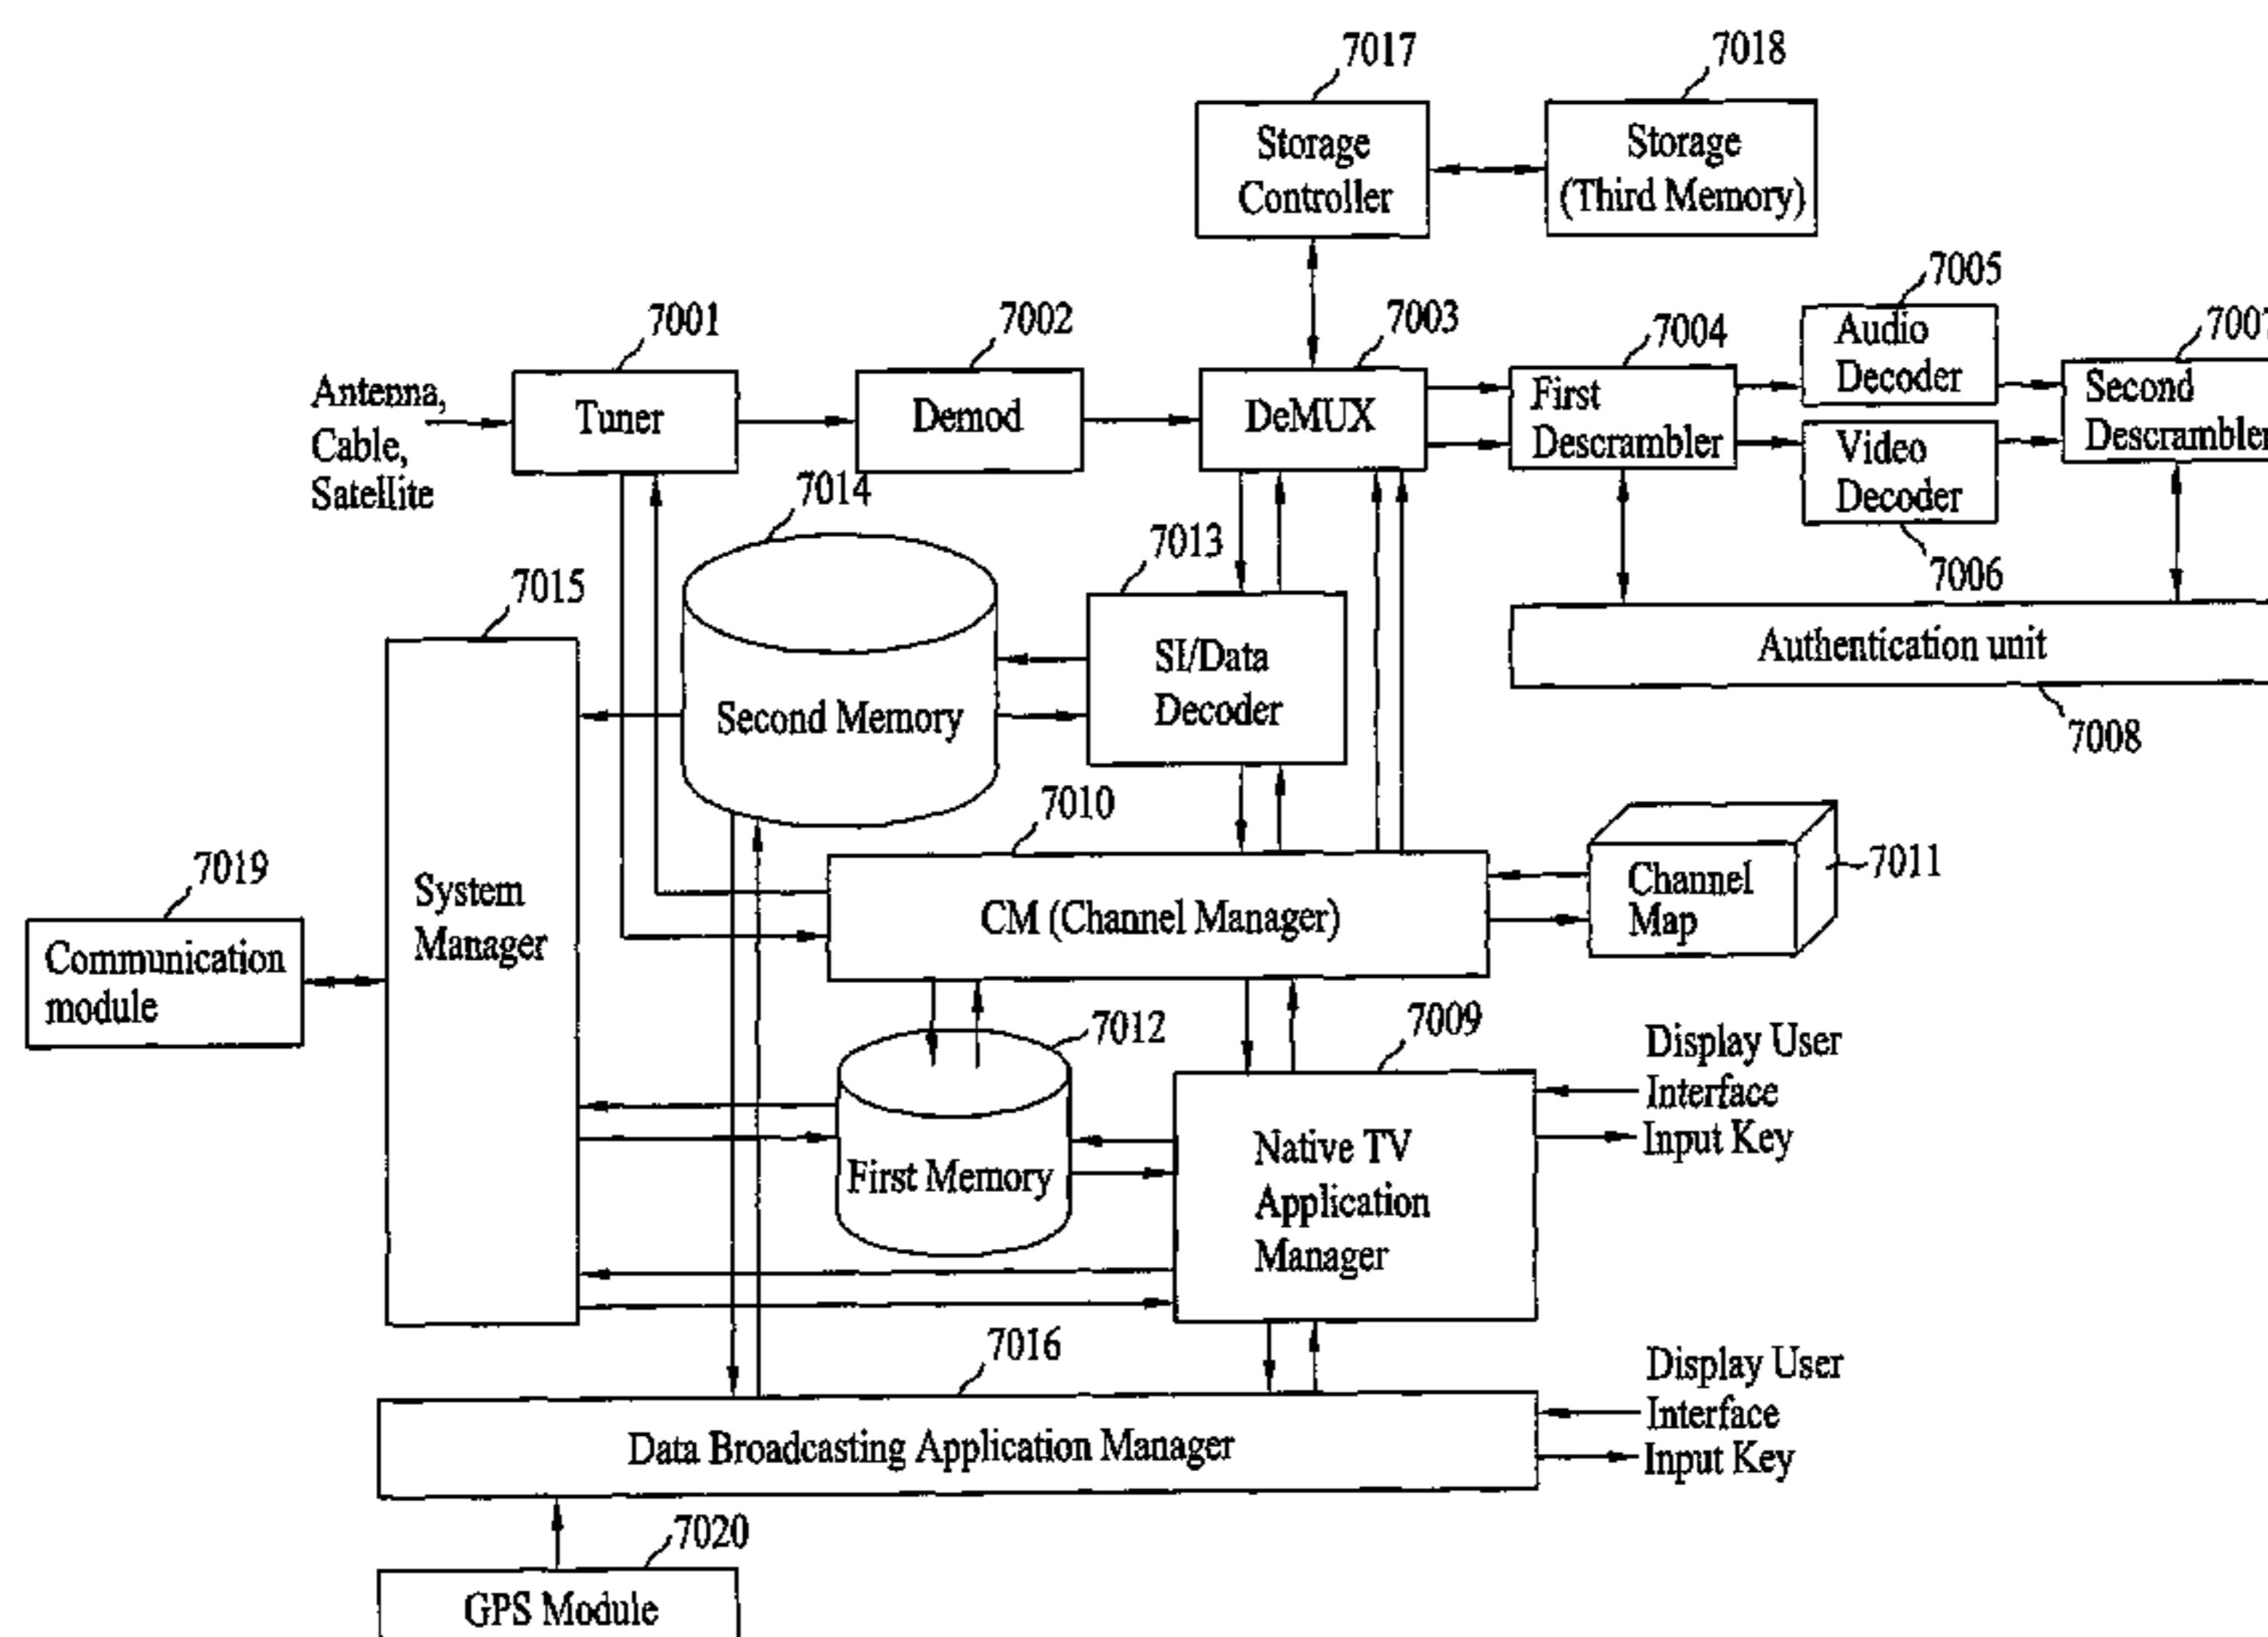 7017
7018
Storage
Controller
Storage
(Third Memory)
7001
7002
7003
7004
7005
Audio
Decoder
Antenna,
Cable,
Satellite
Tuner
Demod
DeMUX
First
Descrambler
Video
Decoder
7006
Second
Descrambler
7014
7013
7015
Second Memory
SI/Data
Decoder
Authentication unit
7008
7010
7019
System
Manager
CM (Channel Manager)
Channel
Map
7011
Communication
module
7012
7009
Display User
Interface
Input Key
First Memory
Native TV
Application
Manager
7016
Display User
Interface
Input Key
Data Broadcasting Application Manager
7020
GPS Module